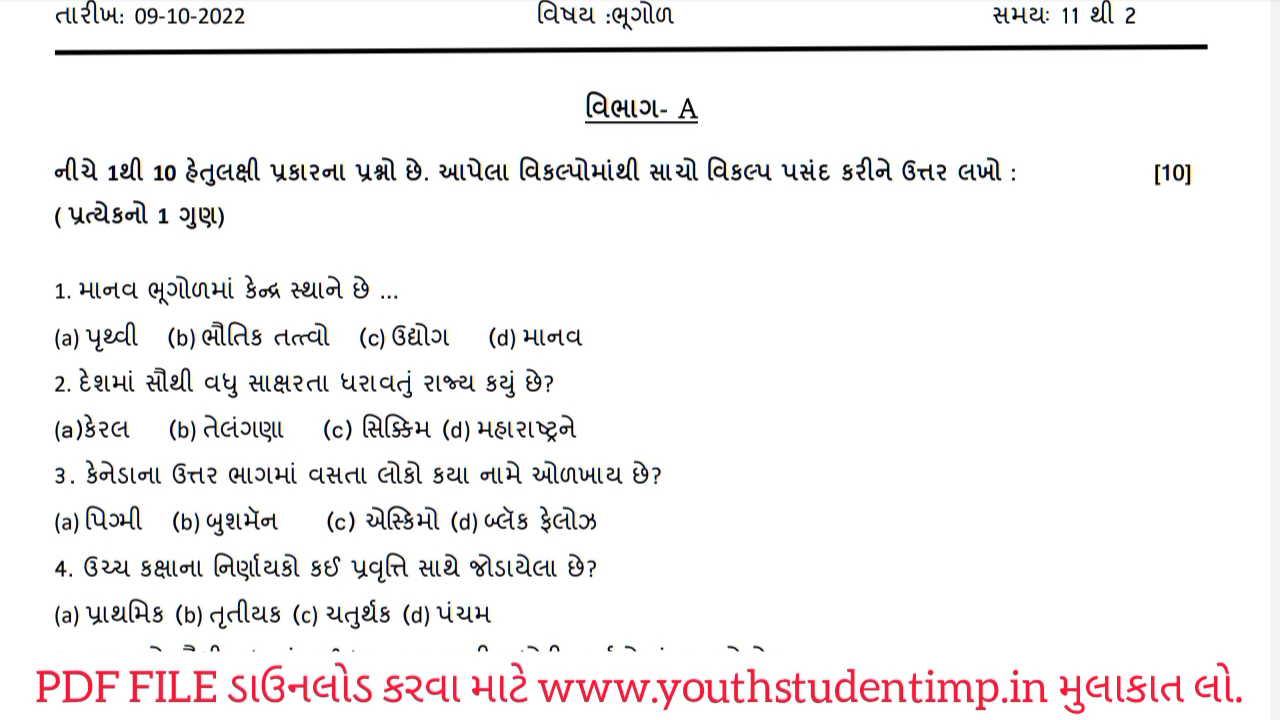 તારીખ: 09-10-2022 વિષય :ભૂગોળ સમય: 11 થી 2
વિભાગ- A
નીચે 1થી 10 હેતુલક્ષી પ્રકારના પ્રશ્નો છે. આપેલા વિકલ્પોમાંથી સાચો વિકલ્પ પસંદ કરીને ઉત્તર લખો : [10]
( પ્રત્યેકનો 1 ગુણ)
1. માનવ ભૂગોળમાં કેન્દ્ર સ્થાને છે ...
(a) પૃથ્વી (b) ભૌતિક તત્ત્વો (c) ઉદ્યોગ (d) માનવ
2. દેશમાં સૌથી વધુ સાક્ષરતા ધરાવતું રાજ્ય કયું છે?
(a)કેરલ (b) તેલંગણા (c) સિક્કિમ (d) મહારાષ્ટ્રને
3. કેનેડાના ઉત્તર ભાગમાં વસતા લોકો કયા નામે ઓળખાય છે?
(a) પિગ્મી (b) બુશમૅન (c) એસ્કિમો (d) બ્લૅક ફેલોઝ
4. ઉચ્ચ કક્ષાના નિર્ણાયકો કઈ પ્રવૃત્તિ સાથે જોડાયેલા છે?
(a) પ્રાથમિક (b) તૃતીયક (c) ચતુર્થક (d) પંચમ
PDF FILE ડાઉનલોડ કરવા માટે www.youthstudentimp.in મુલાકાત લો.